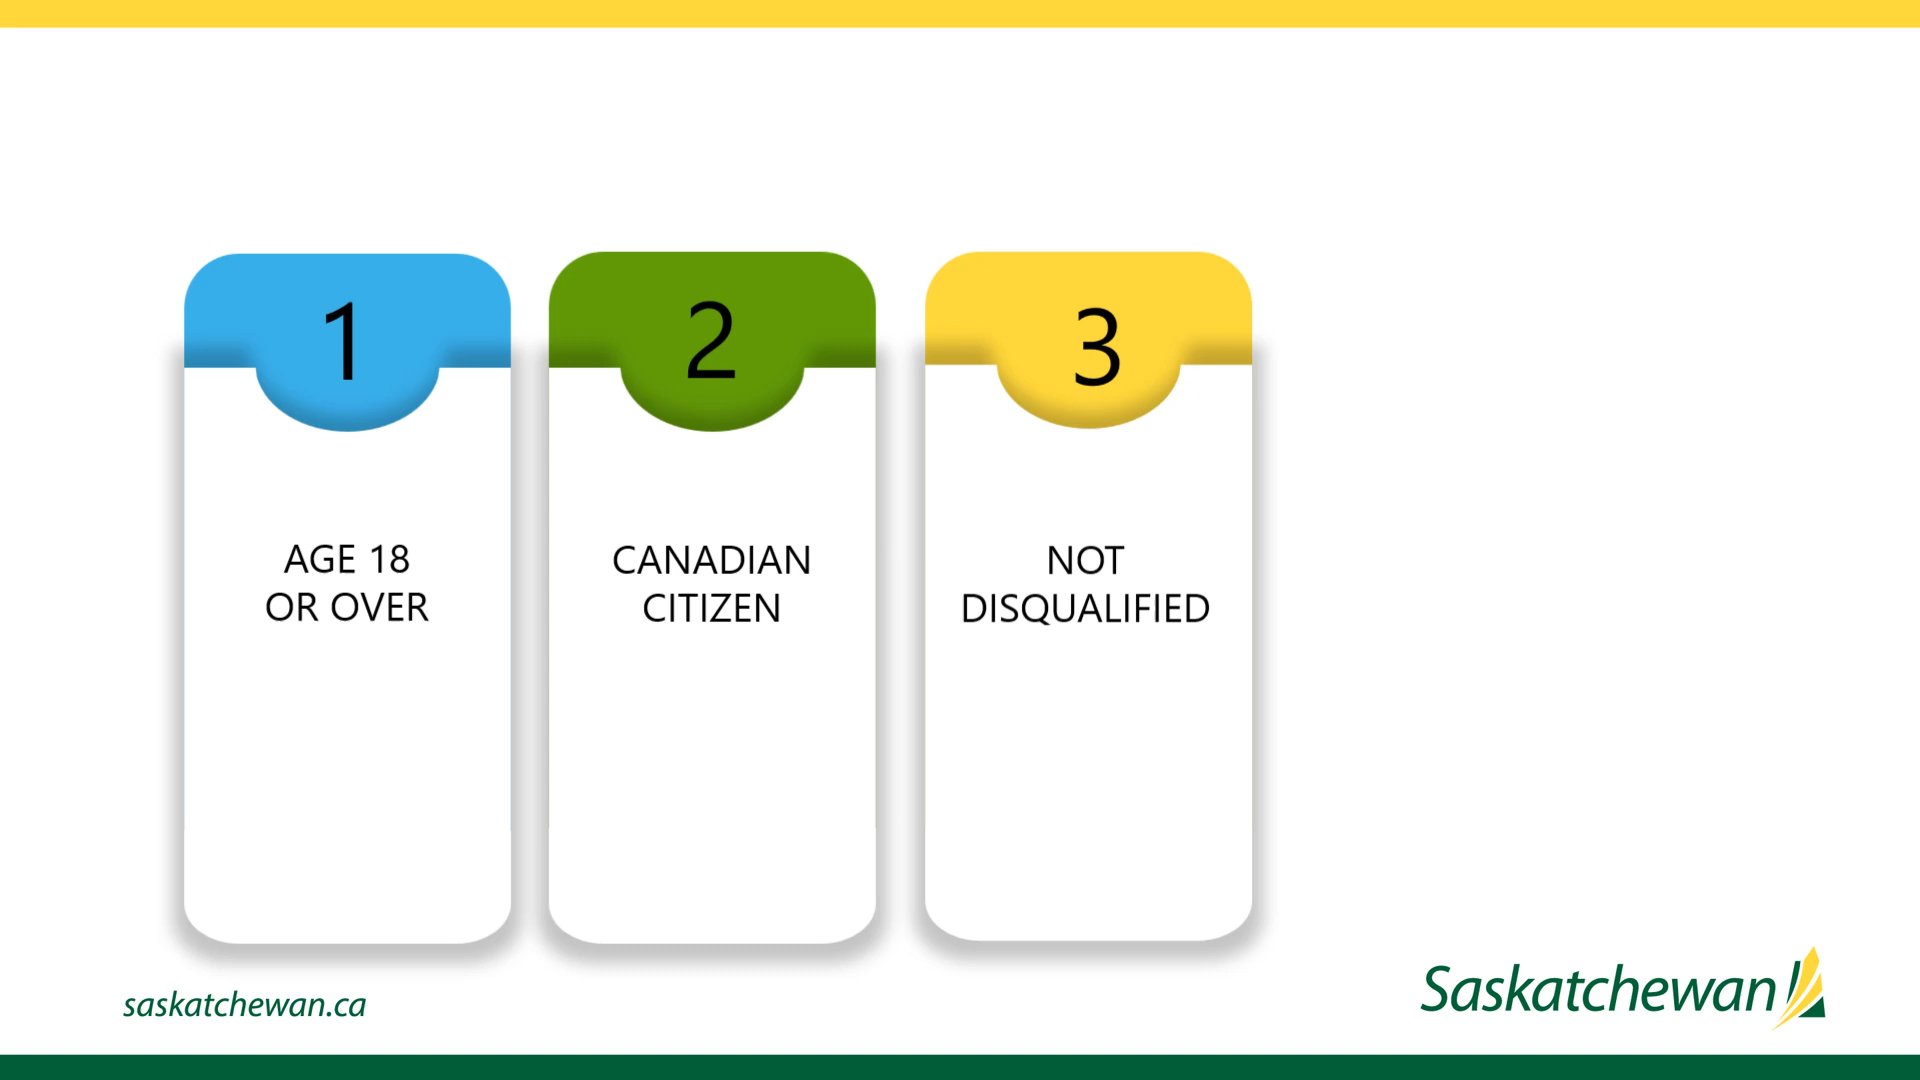 1
AGE 18
OR OVER
2
CANADIAN
CITIZEN
3
NOT
DISQUALIFIED
saskatchewan.ca
Saskatchewan